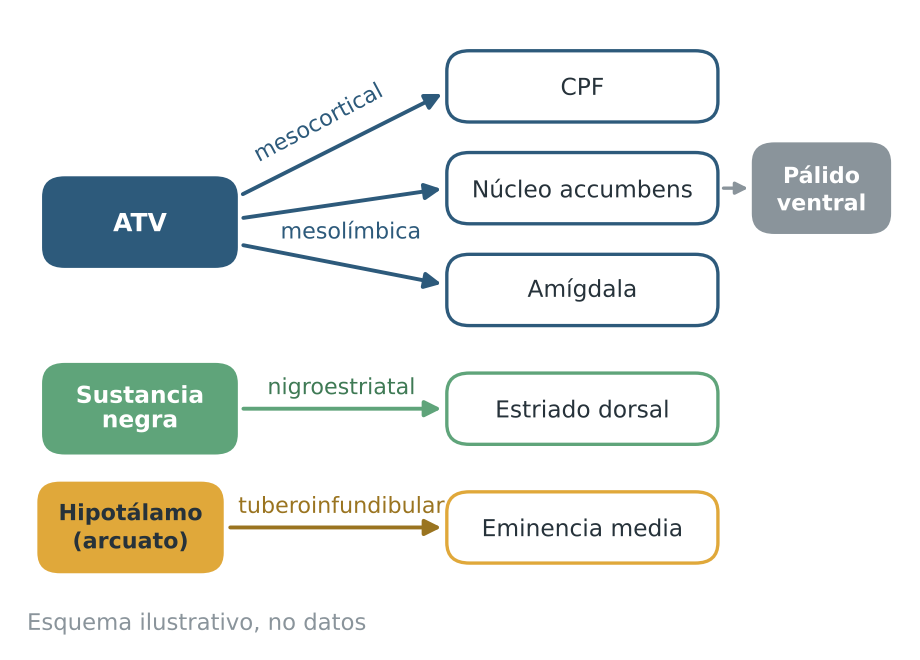 CPF
mesocortical
Núcleo accumbens
Pálido
ventral
ATV
mesolímbica
Amígdala
Sustancia
negra
nigroestriatal
Estriado dorsal
Hipotálamo
(arcuato)
tuberoinfundibular
Eminencia media
Esquema ilustrativo, no datos